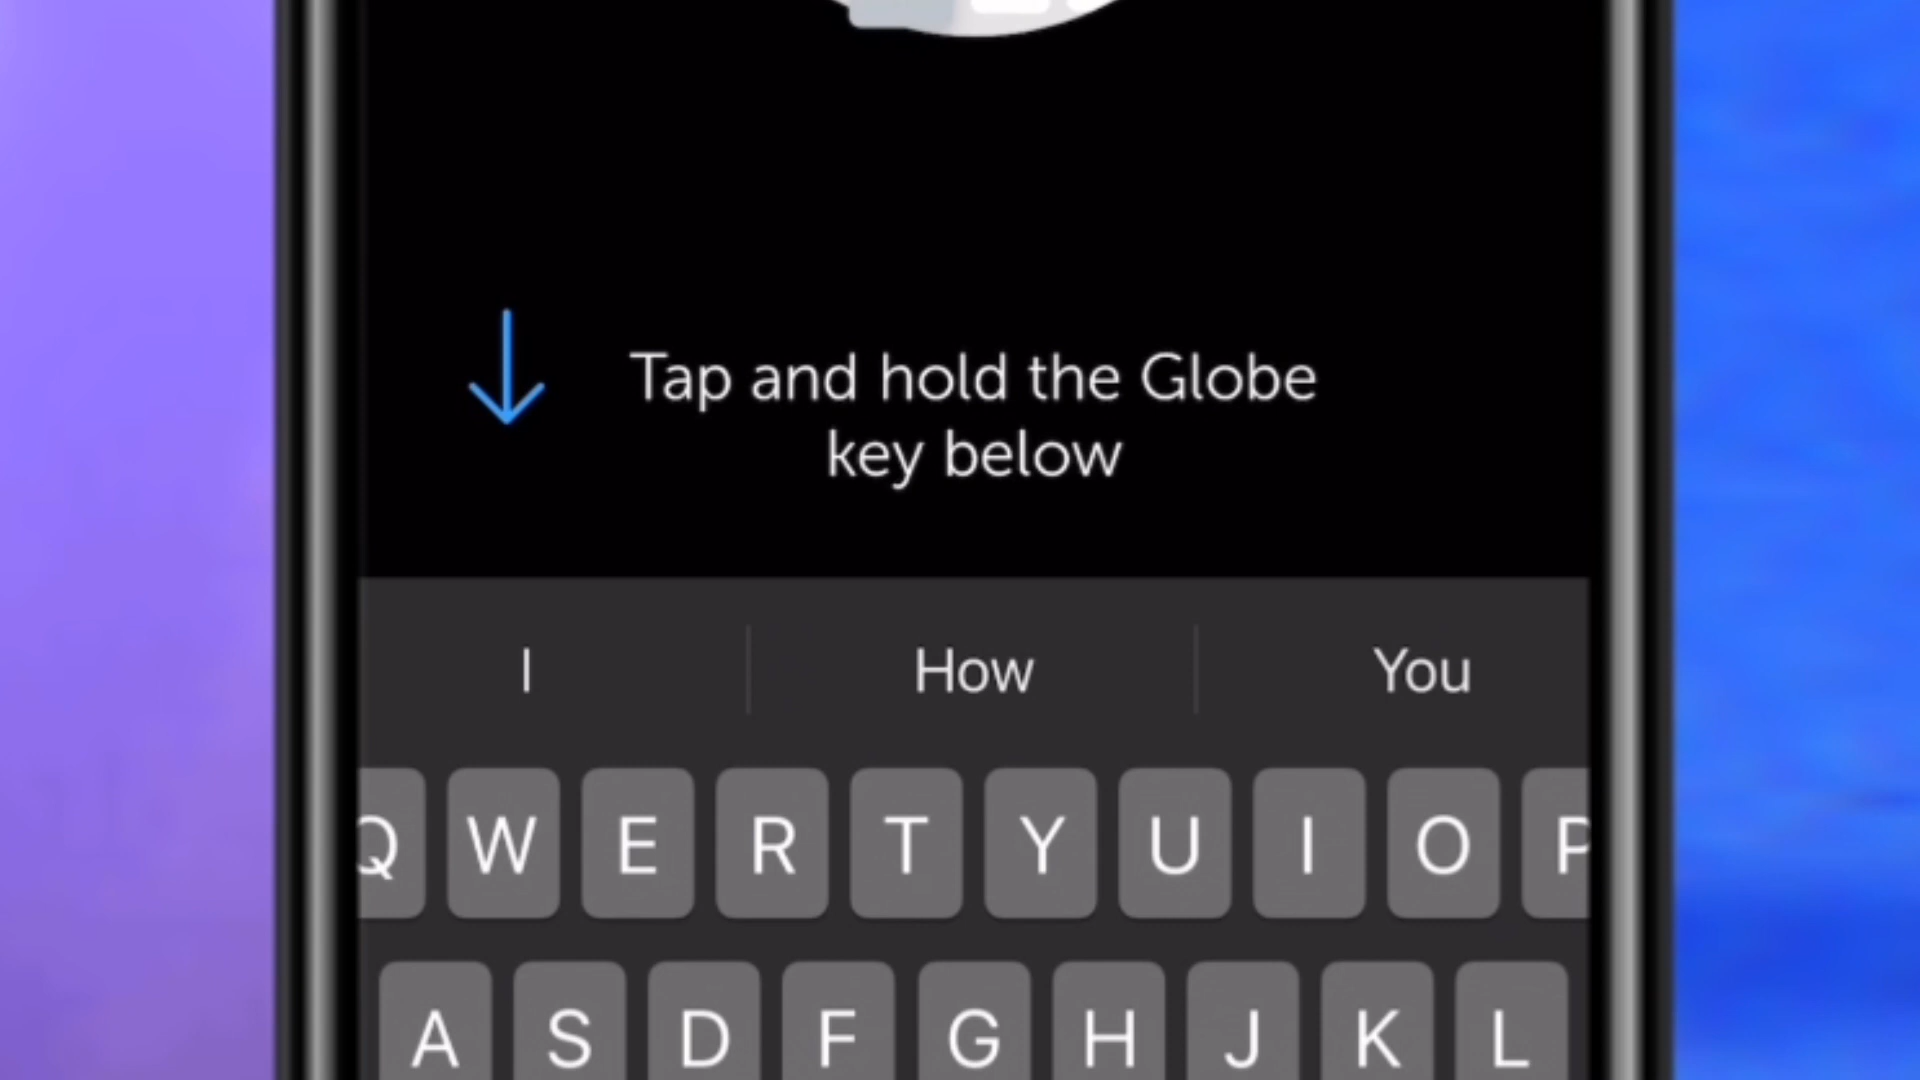 Tap and hold the Globe
key below
I How You
Q W E R T Y U I O P
A S D F G H J K L